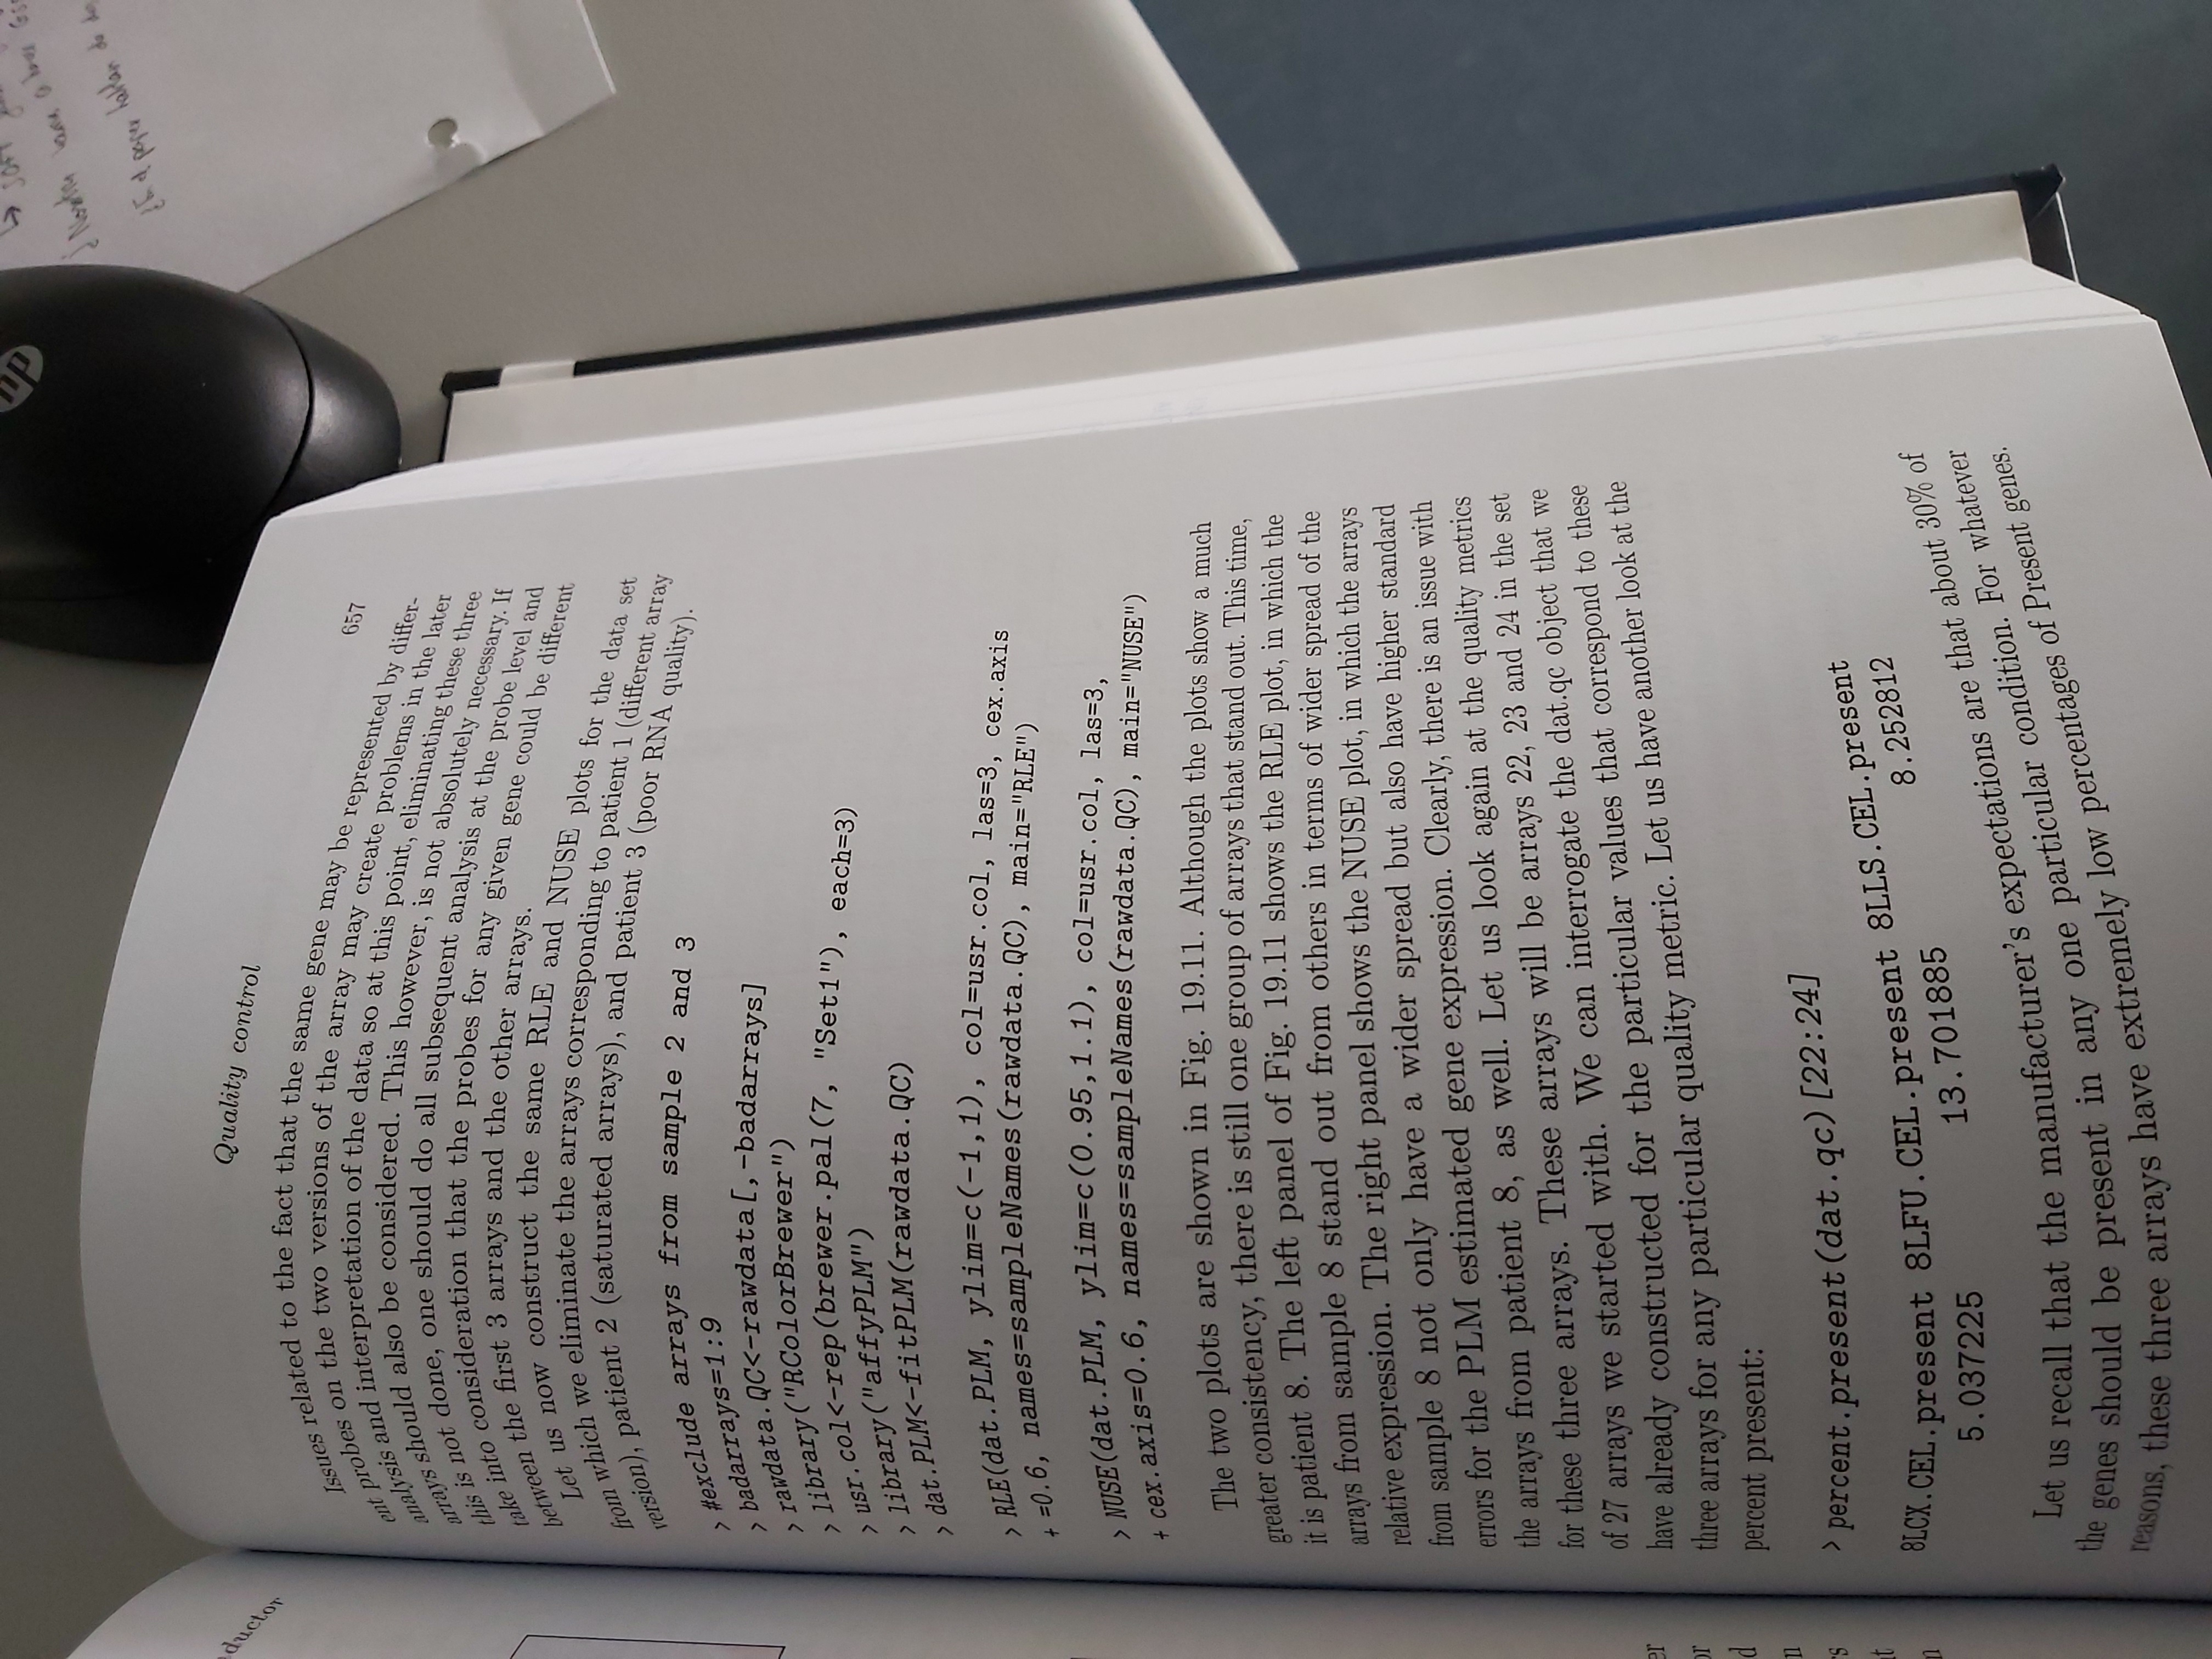 ductor
er
or
d
n
rs
t
n
Quality control
657
Issues related to the fact that the same gene may be represented by differ-
ent probes on the two versions of the array may create problems in the later
analysis and interpretation of the data so at this point, eliminating these three
arrays should also be considered. This however, is not absolutely necessary. If
this is not done, one should do all subsequent analysis at the probe level and
take into consideration that the probes for any given gene could be different
between the first 3 arrays and the other arrays.
Let us now construct the same RLE and NUSE plots for the data set
from which we eliminate the arrays corresponding to patient 1 (different array
version), patient 2 (saturated arrays), and patient 3 (poor RNA quality).
> #exclude arrays from sample 2 and 3
> badarrays=1:9
> rawdata.QC<-rawdata[,-badarrays]
> library("RColorBrewer")
> usr.col<-rep(brewer.pal(7, "Set1"), each=3)
> library("affyPLM")
> dat.PLM<-fitPLM(rawdata.QC)
> RLE(dat.PLM, ylim=c(-1,1), col=usr.col, las=3, cex.axis
+ =0.6, names=sampleNames(rawdata.QC), main="RLE")
> NUSE(dat.PLM, ylim=c(0.95,1.1), col=usr.col, las=3,
+ cex.axis=0.6, names=sampleNames(rawdata.QC), main="NUSE")
The two plots are shown in Fig. 19.11. Although the plots show a much
greater consistency, there is still one group of arrays that stand out. This time,
it is patient 8. The left panel of Fig. 19.11 shows the RLE plot, in which the
arrays from sample 8 stand out from others in terms of wider spread of the
relative expression. The right panel shows the NUSE plot, in which the arrays
from sample 8 not only have a wider spread but also have higher standard
errors for the PLM estimated gene expression. Clearly, there is an issue with
the arrays from patient 8, as well. Let us look again at the quality metrics
for these three arrays. These arrays will be arrays 22, 23 and 24 in the set
of 27 arrays we started with. We can interrogate the dat.qc object that we
have already constructed for the particular values that correspond to these
three arrays for any particular quality metric. Let us have another look at the
percent present:
> percent.present(dat.qc)[22:24]
8LCX.CEL.present 8LFU.CEL.present 8LLS.CEL.present
5.037225 13.701885 8.252812
Let us recall that the manufacturer's expectations are that about 30% of
the genes should be present in any one particular condition. For whatever
reasons, these three arrays have extremely low percentages of Present genes.
hp
paper hablan de